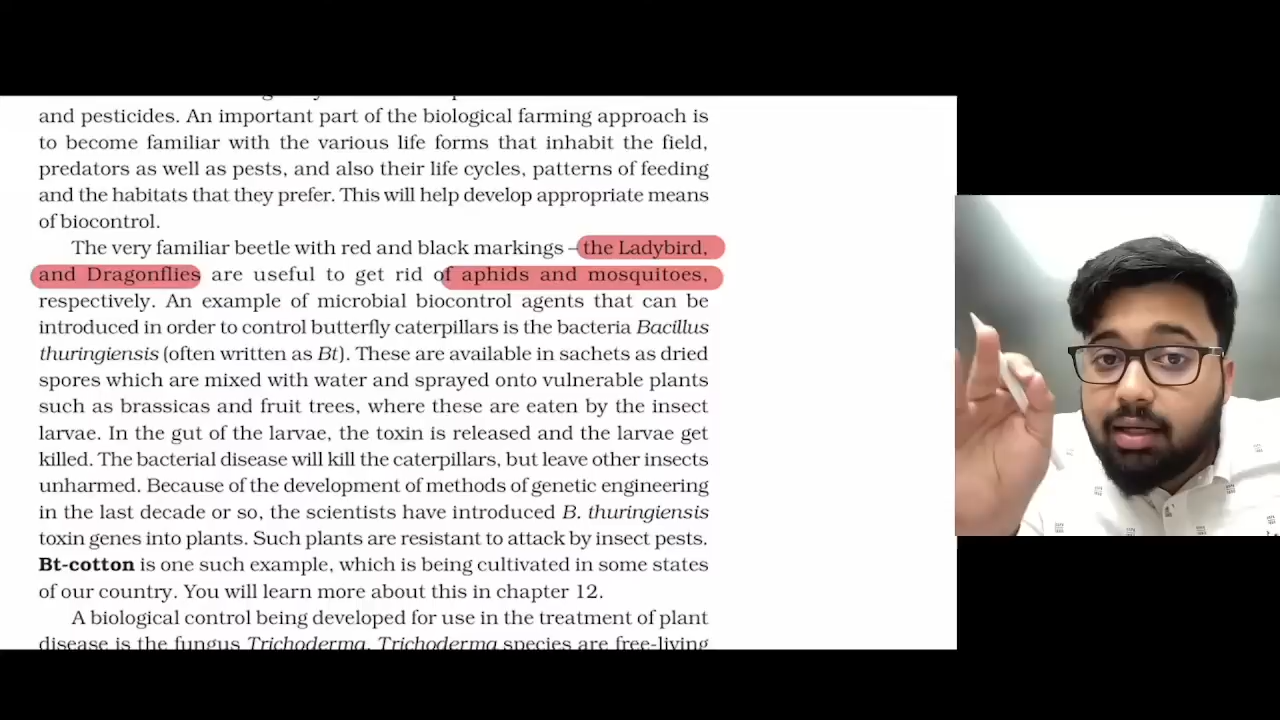 and pesticides. An important part of the biological farming approach is
to become familiar with the various life forms that inhabit the field,
predators as well as pests, and also their life cycles, patterns of feeding
and the habitats that they prefer. This will help develop appropriate means
of biocontrol.
The very familiar beetle with red and black markings – the Ladybird,
and Dragonflies are useful to get rid of aphids and mosquitoes,
respectively. An example of microbial biocontrol agents that can be
introduced in order to control butterfly caterpillars is the bacteria Bacillus
thuringiensis (often written as Bt). These are available in sachets as dried
spores which are mixed with water and sprayed onto vulnerable plants
such as brassicas and fruit trees, where these are eaten by the insect
larvae. In the gut of the larvae, the toxin is released and the larvae get
killed. The bacterial disease will kill the caterpillars, but leave other insects
unharmed. Because of the development of methods of genetic engineering
in the last decade or so, the scientists have introduced B. thuringiensis
toxin genes into plants. Such plants are resistant to attack by insect pests.
Bt-cotton is one such example, which is being cultivated in some states
of our country. You will learn more about this in chapter 12.
A biological control being developed for use in the treatment of plant
disease is the fungus Trichoderma. Trichoderma species are free-living